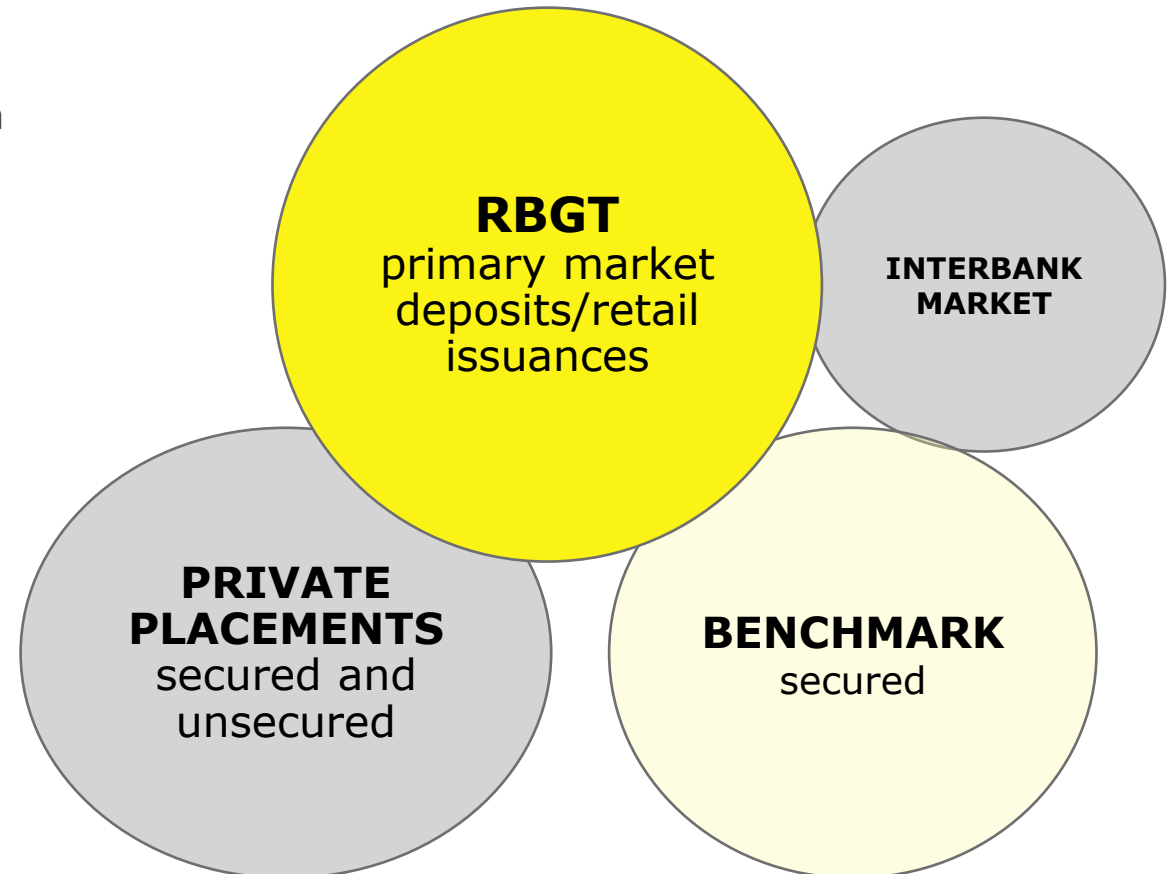 RBGT
primary market
deposits/retail
issuances
INTERBANK
MARKET
PRIVATE
PLACEMENTS
secured and
unsecured
BENCHMARK
secured